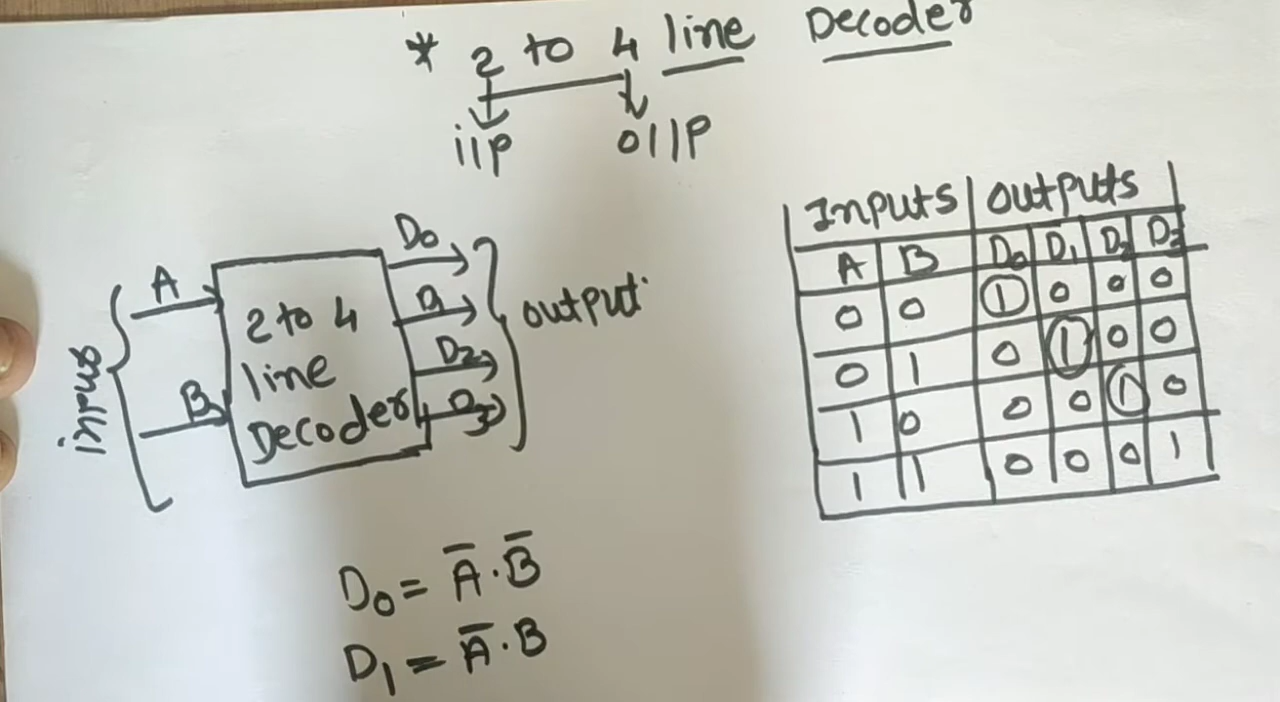 * 2 to 4 line Decoder
i/p o/p
inputs
A
B
2 to 4
line
Decoder
D0
D1
D2
D3
output
Inputs outputs
A B D0 D1 D2 D3
0 0 1 0 0 0
0 1 0 1 0 0
1 0 0 0 1 0
1 1 0 0 0 1
D0 = A̅.B̅
D1 = A̅.B